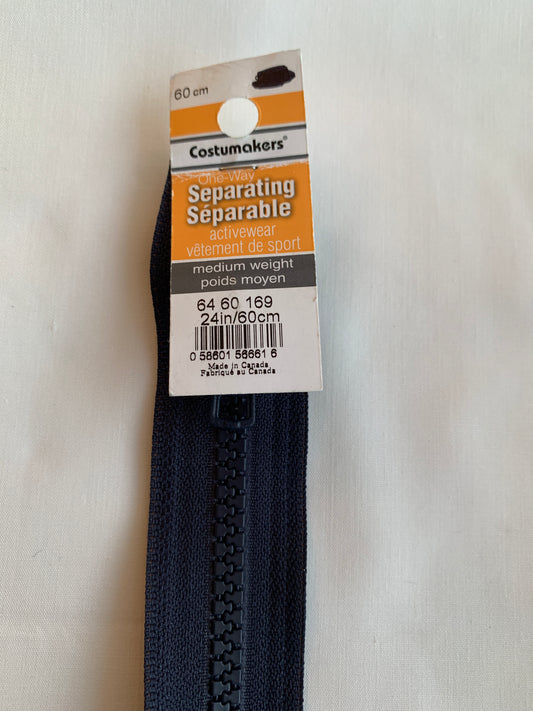 60 cm
Costumakers®
One-Way
Separating
Séparable
activewear
vêtement de sport
medium weight
poids moyen
64 60 169
24in/60cm
0 58601 56661 6
Made in Canada
Fabriqué au Canada